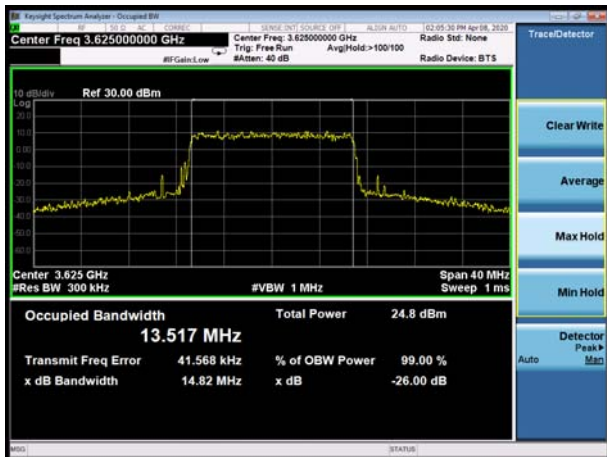 Keysight Spectrum Analyzer - Occupied BW
RF 50 Ω AC CORREC SENSE:INT SOURCE OFF ALIGN AUTO 02:05:30 PM Apr 08, 2020
Center Freq 3.625000000 GHz
Center Freq: 3.625000000 GHz
Radio Std: None
Trig: Free Run Avg|Hold:>100/100
#IFGain:Low #Atten: 40 dB Radio Device: BTS
Trace/Detector
10 dB/div Ref 30.00 dBm
Log
20.0
10.0
0.00
-10.0
-20.0
-30.0
-40.0
-50.0
-60.0
Center 3.625 GHz Span 40 MHz
#Res BW 300 kHz #VBW 1 MHz Sweep 1 ms
Occupied Bandwidth Total Power 24.8 dBm
13.517 MHz
Transmit Freq Error 41.568 kHz % of OBW Power 99.00 %
x dB Bandwidth 14.82 MHz x dB -26.00 dB
Clear Write
Average
Max Hold
Min Hold
Detector
Peak▶
Auto Man
MSG STATUS